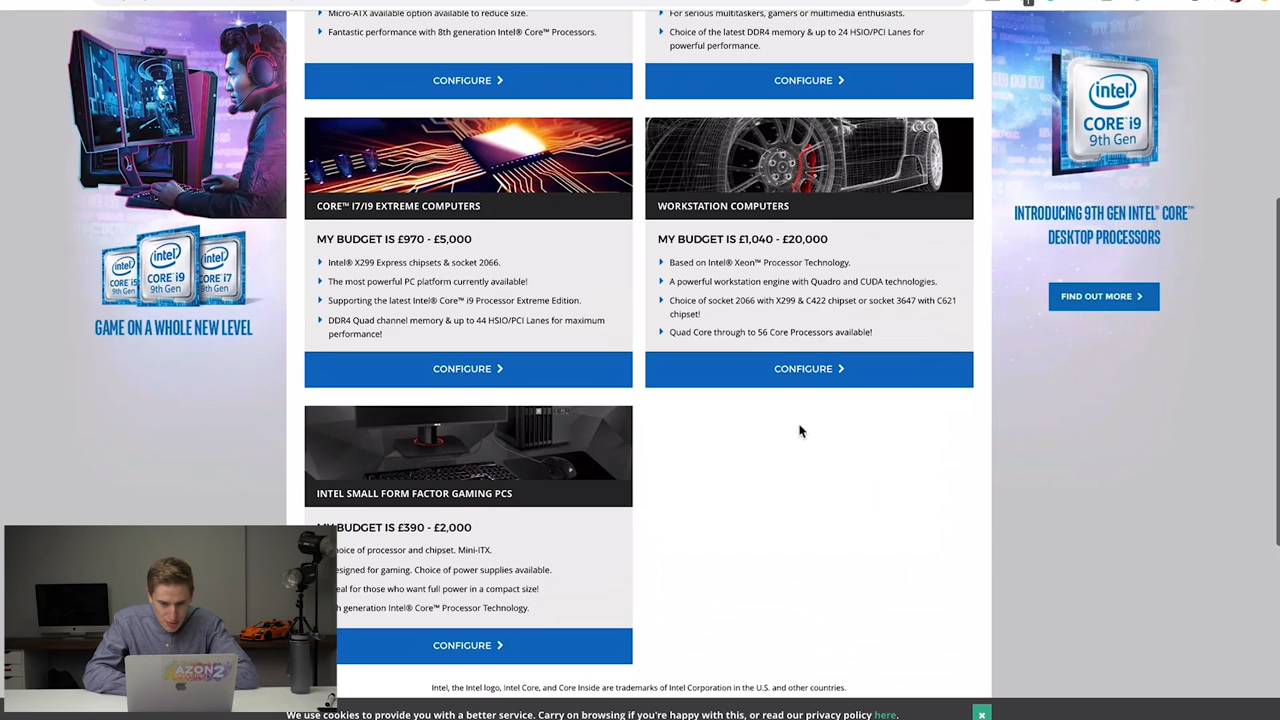 Micro-ATX available option available to reduce size.
Fantastic performance with 8th generation Intel® Core™ Processors.
CONFIGURE
For serious multitaskers, gamers or multimedia enthusiasts.
Choice of the latest DDR4 memory & up to 24 HSIO/PCI Lanes for
powerful performance.
CONFIGURE
CORE™ I7/I9 EXTREME COMPUTERS
MY BUDGET IS £970 - £5,000
Intel® X299 Express chipsets & socket 2066.
The most powerful PC platform currently available!
Supporting the latest Intel® Core™ i9 Processor Extreme Edition.
DDR4 Quad channel memory & up to 44 HSIO/PCI Lanes for maximum
performance!
CONFIGURE
WORKSTATION COMPUTERS
MY BUDGET IS £1,040 - £20,000
Based on Intel® Xeon™ Processor Technology.
A powerful workstation engine with Quadro and CUDA technologies.
Choice of socket 2066 with X299 & C422 chipset or socket 3647 with C621
chipset!
Quad Core through to 56 Core Processors available!
CONFIGURE
INTEL SMALL FORM FACTOR GAMING PCS
MY BUDGET IS £390 - £2,000
hoice of processor and chipset. Mini-ITX.
esigned for gaming. Choice of power supplies available.
eal for those who want full power in a compact size!
h generation Intel® Core™ Processor Technology.
CONFIGURE
intel
CORE i5
9th Gen
intel
CORE i9
9th Gen
intel
CORE i7
9th Gen
GAME ON A WHOLE NEW LEVEL
intel
CORE i9
9th Gen
INTRODUCING 9TH GEN INTEL® CORE™
DESKTOP PROCESSORS
FIND OUT MORE
AZON2
Intel, the Intel logo, Intel Core, and Core Inside are trademarks of Intel Corporation in the U.S. and other countries.
We use cookies to provide you with a better service. Carry on browsing if you're happy with this, or read our privacy policy here.